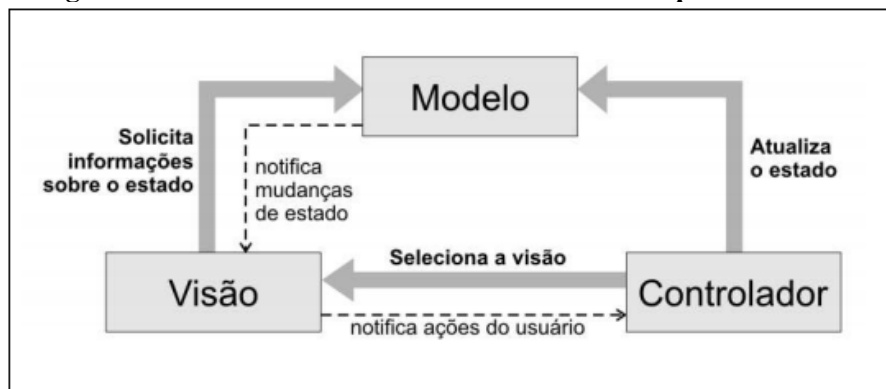 Modelo
Solicita
informações
sobre o estado
notifica
mudanças
de estado
Atualiza
o estado
Visão
Seleciona a visão
notifica ações do usuário
Controlador